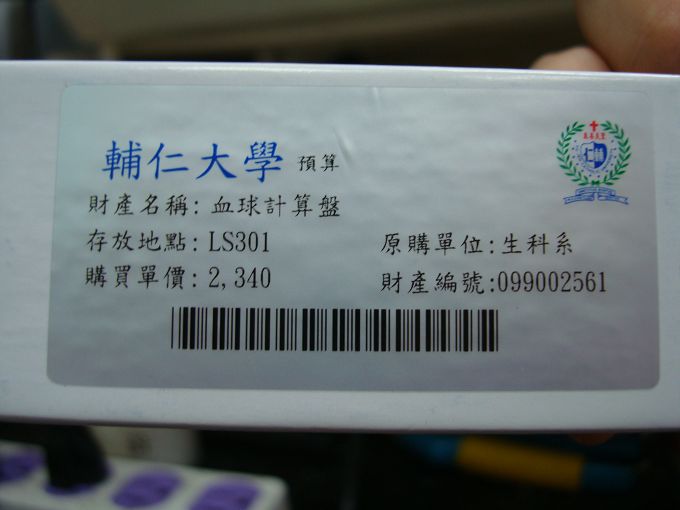 輔仁大學 預算
財產名稱: 血球計算盤
存放地點: LS301 原購單位: 生科系
購買單價: 2,340 財產編號:099002561